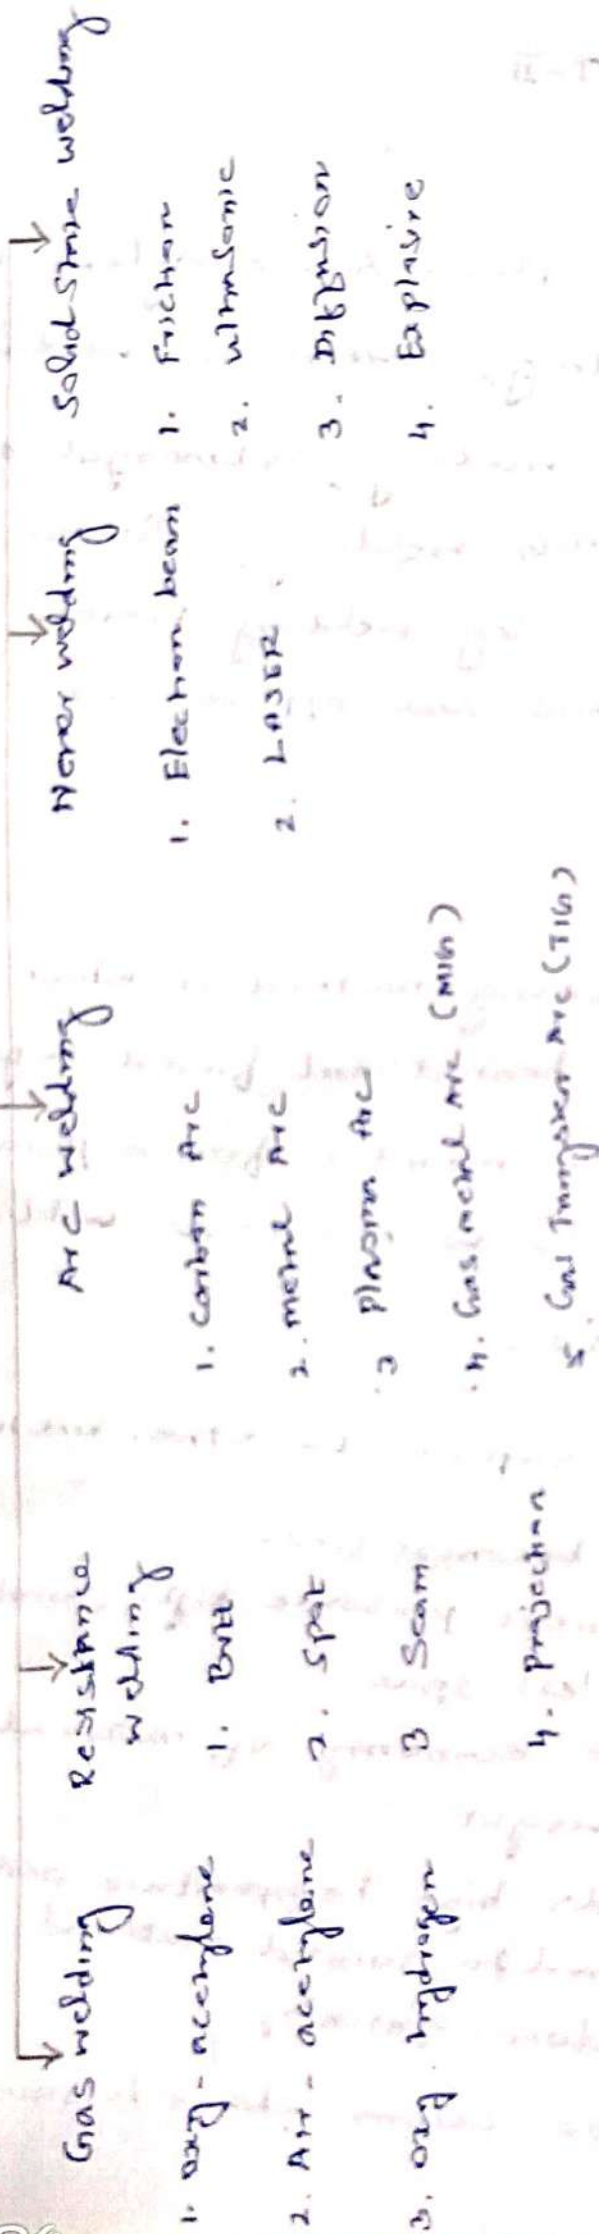 Gas welding
1. oxy-acetylene
2. Air-acetylene
3. oxy-hydrogen
Resistance
welding
1. Butt
2. Spot
3 Seam
4. Projection
Arc welding
1. Carbon Arc
2. metal Arc
3 plasma Arc
4. Gas metal Arc (MIG)
5. Gas Tungsten Arc (TIG)
Newer welding
1. Electron beam
2. LASER
Solid State welding
1. Friction
2. ultrasonic
3. Diffusion
4. Explosive